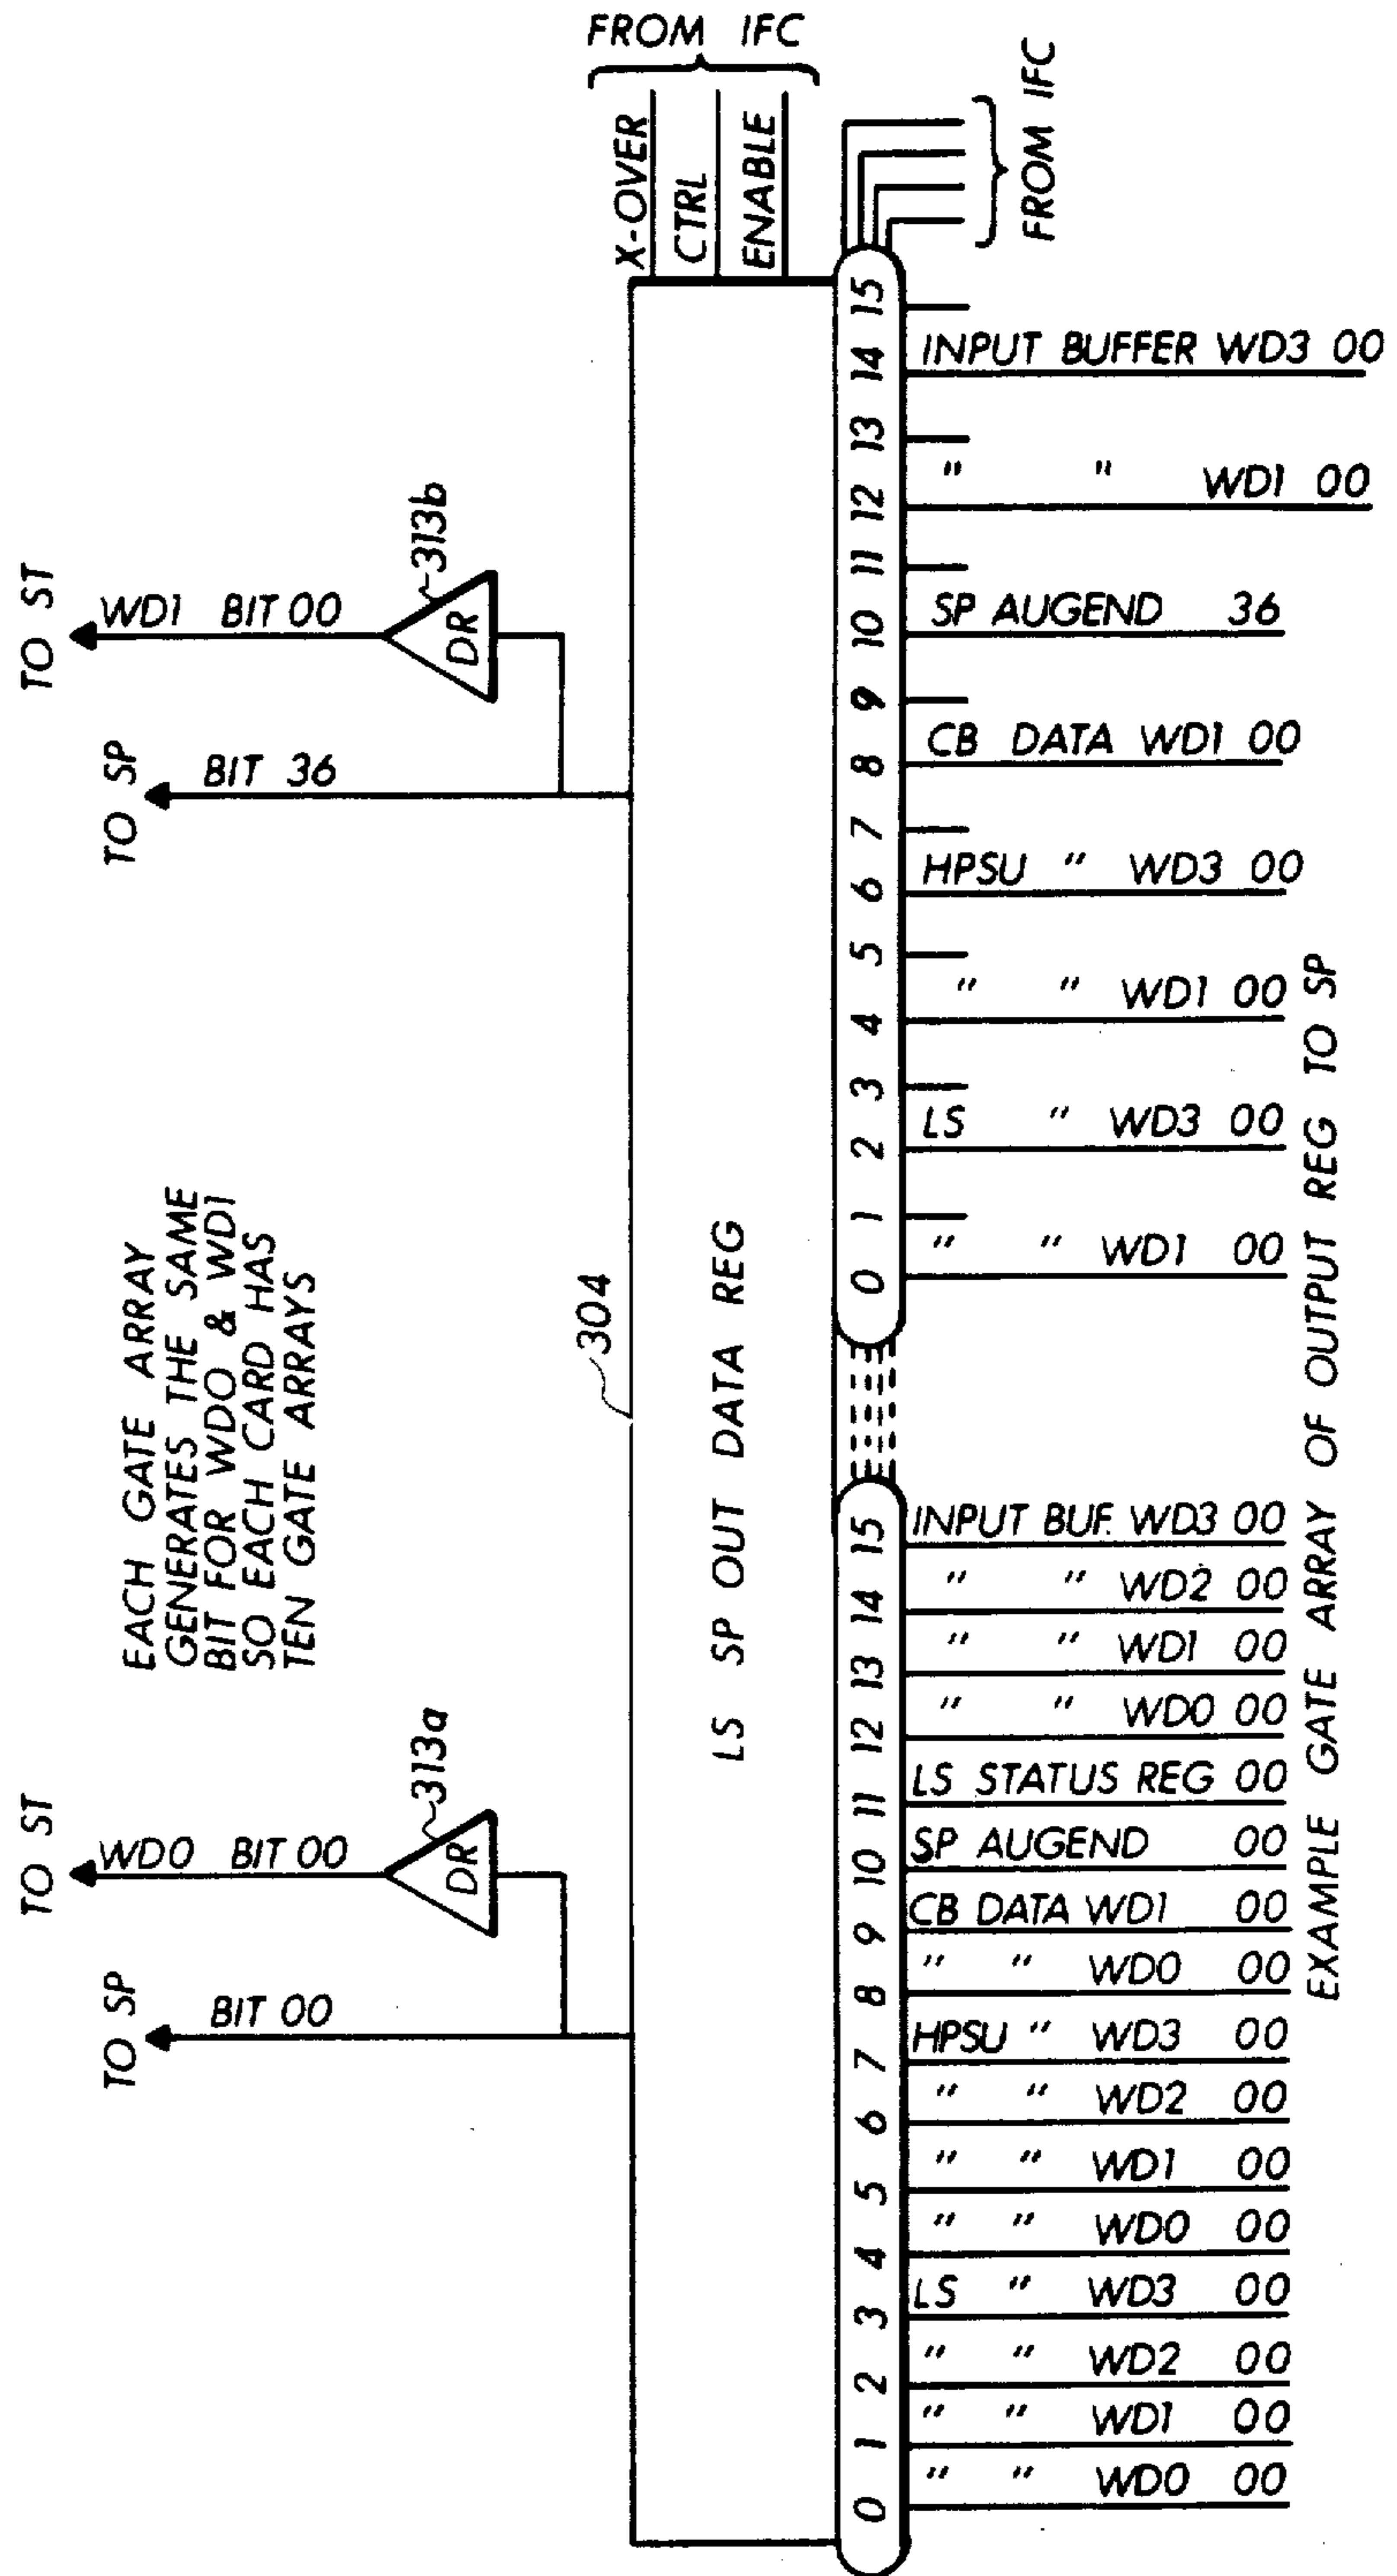 TO ST
WD0 BIT 00
TO SP
BIT 00
DR
313a
EACH GATE ARRAY
GENERATES THE SAME
BIT FOR WD0 & WD1
SO EACH CARD HAS
TEN GATE ARRAYS
TO ST
WD1 BIT 00
TO SP
BIT 36
DR
313b
304
LS SP OUT DATA REG
FROM IFC
X-OVER
CTRL
ENABLE
0 1 2 3 4 5 6 7 8 9 10 11 12 13 14 15
0 1 2 3 4 5 6 7 8 9 10 11 12 13 14 15
FROM IFC
INPUT BUFFER WD3 00
" " WD1 00
SP AUGEND 36
CB DATA WD1 00
HPSU " WD3 00
" " WD1 00
LS " WD3 00
" " WD1 00
INPUT BUF. WD3 00
" " WD2 00
" " WD1 00
" " WD0 00
LS STATUS REG 00
SP AUGEND 00
CB DATA WD1 00
" " WD0 00
HPSU " WD3 00
" " WD2 00
" " WD1 00
" " WD0 00
LS " WD3 00
" " WD2 00
" " WD1 00
" " WD0 00
EXAMPLE GATE ARRAY OF OUTPUT REG TO SP